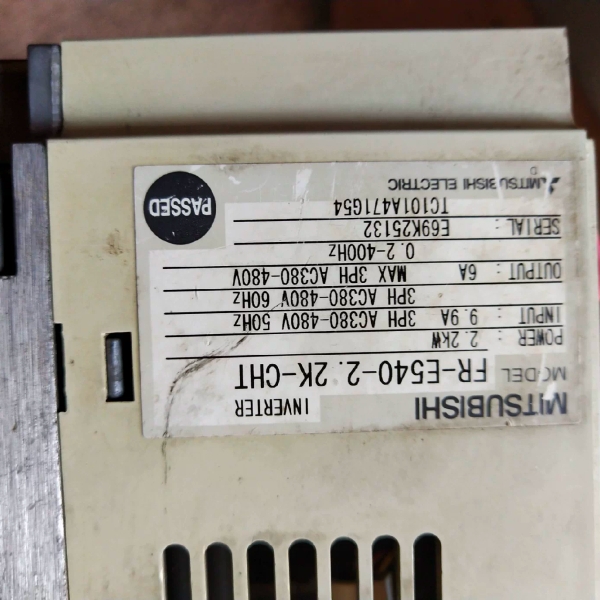 MITSUBISHI INVERTER
MODEL FR-E540-2.2K-CHT
POWER : 2.2kW
INPUT : 9.9A 3PH AC380-480V 50Hz
3PH AC380-480V 60Hz
OUTPUT : 6A MAX 3PH AC380-480V
0.2-400Hz
SERIAL : E69K25132
TC101A471G54
MITSUBISHI ELECTRIC
PASSED